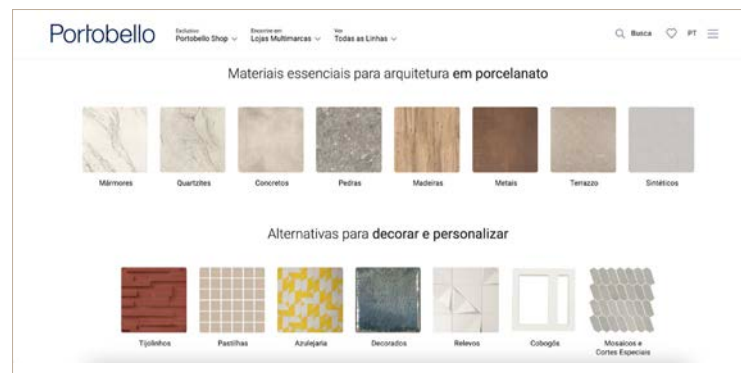 Portobello
Exclusivo
Portobello Shop
Encontre em
Lojas Multimarcas
Ver
Todas as Linhas
Busca
PT
Materiais essenciais para arquitetura em porcelanato
Mármores
Quartzites
Concretos
Pedras
Madeiras
Metais
Terrazzo
Sintéticos
Alternativas para decorar e personalizar
Tijolinhos
Pastilhas
Azulejaria
Decorados
Relevos
Cobogós
Mosaicos e
Cortes Especiais